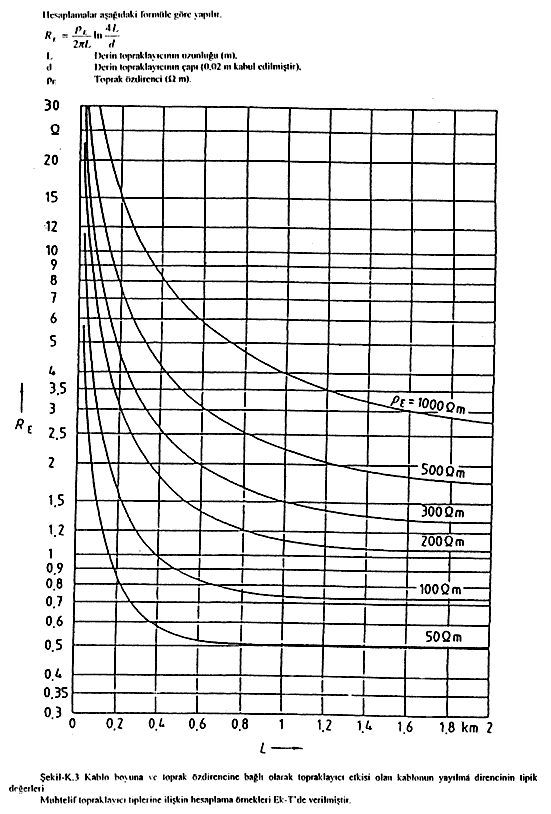 Hesaplamalar aşağıdaki formüle göre yapılır.
R_E = ρ_E / 2πL ln 4L / d
L Derin topraklayıcının uzunluğu (m),
d Derin topraklayıcının çapı (0,02 m kabul edilmiştir),
ρ_E Toprak özdirenci (Ω m).
30
Ω
20
15
12
10
9
8
7
6
5
4
3,5
3
2,5
2
1,5
1,2
1
0,9
0,8
0,7
0,6
0,5
0,4
0,35
0,3
R_E
ρ_E = 1000 Ω m
500 Ω m
300 Ω m
200 Ω m
100 Ω m
50 Ω m
0 0,2 0,4 0,6 0,8 1 1,2 1,4 1,6 1,8 km 2
L
Şekil-K.3 Kablo boyuna ve toprak özdirencine bağlı olarak topraklayıcı etkisi olan kablonun yayılma direncinin tipik
değerleri
Muhtelif topraklayıcı tiplerine ilişkin hesaplama örnekleri Ek-T'de verilmiştir.